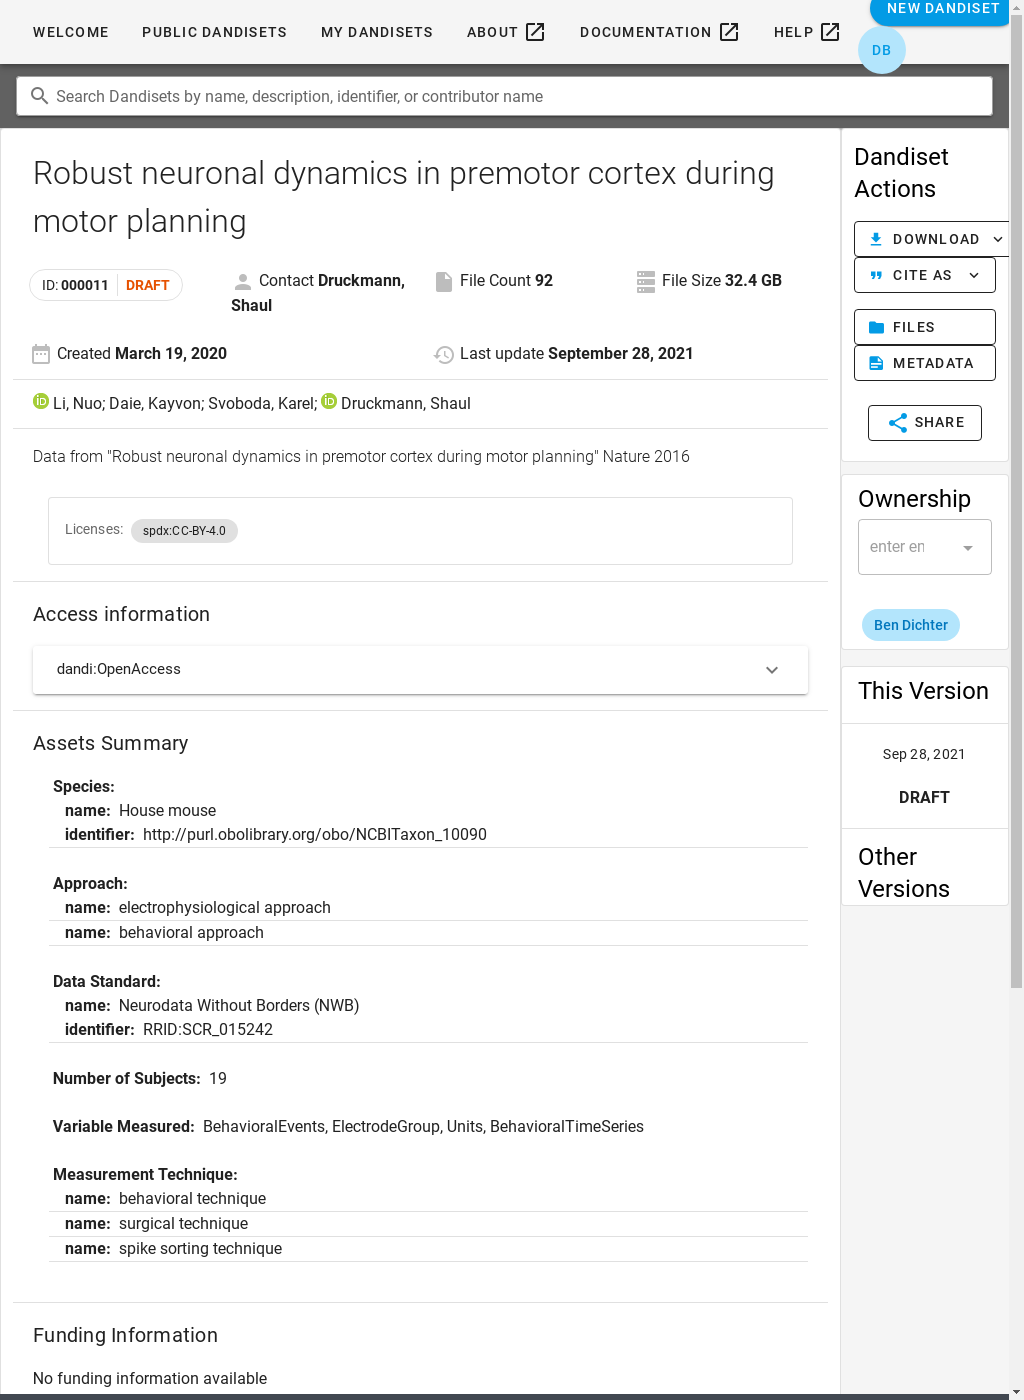 WELCOME PUBLIC DANDISETS MY DANDISETS ABOUT DOCUMENTATION HELP NEW DANDISET
DB
Search Dandisets by name, description, identifier, or contributor name
Robust neuronal dynamics in premotor cortex during
motor planning
ID: 000011 DRAFT
Contact Druckmann,
Shaul
File Count 92
File Size 32.4 GB
Created March 19, 2020
Last update September 28, 2021
Li, Nuo; Daie, Kayvon; Svoboda, Karel; Druckmann, Shaul
Data from "Robust neuronal dynamics in premotor cortex during motor planning" Nature 2016
Licenses: spdx:CC-BY-4.0
Access information
dandi:OpenAccess
Assets Summary
Species:
name: House mouse
identifier: http://purl.obolibrary.org/obo/NCBITaxon_10090
Approach:
name: electrophysiological approach
name: behavioral approach
Data Standard:
name: Neurodata Without Borders (NWB)
identifier: RRID:SCR_015242
Number of Subjects: 19
Variable Measured: BehavioralEvents, ElectrodeGroup, Units, BehavioralTimeSeries
Measurement Technique:
name: behavioral technique
name: surgical technique
name: spike sorting technique
Funding Information
No funding information available
Dandiset
Actions
DOWNLOAD
CITE AS
FILES
METADATA
SHARE
Ownership
enter en
Ben Dichter
This Version
Sep 28, 2021
DRAFT
Other
Versions